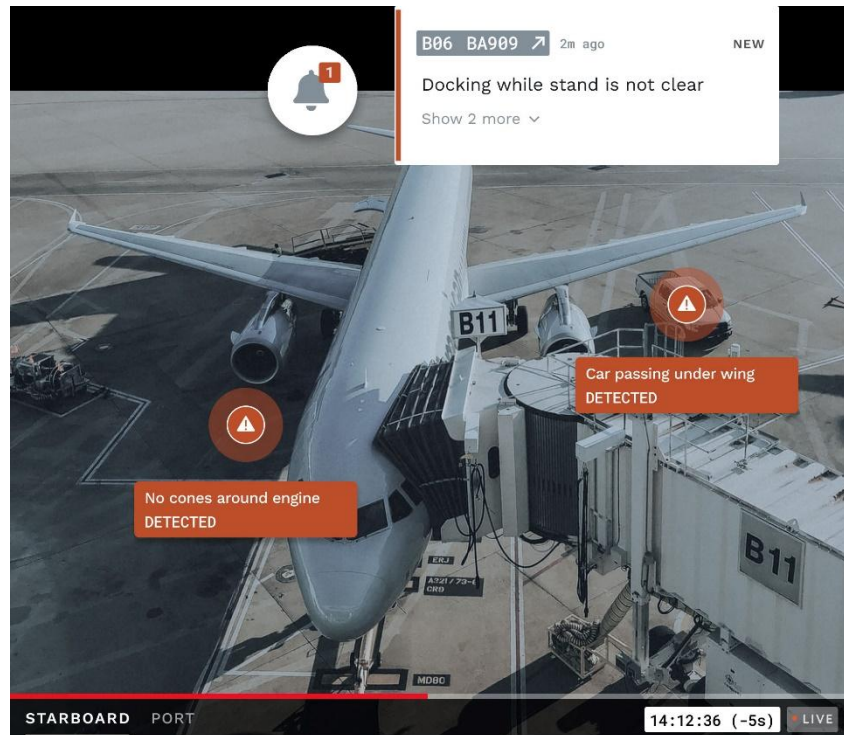 B06 BA909 ↗ 2m ago NEW
1
Docking while stand is not clear
Show 2 more
B11
Car passing under wing
DETECTED
No cones around engine
DETECTED
B11
ERJ
A321/73-
CRD
MD80
STARBOARD PORT 14:12:36 (-5s) LIVE